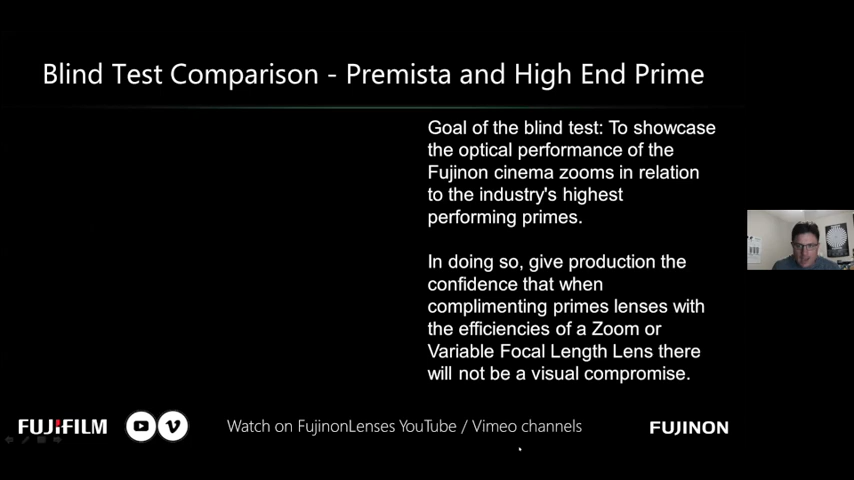 Blind Test Comparison - Premista and High End Prime
Goal of the blind test: To showcase
the optical performance of the
Fujinon cinema zooms in relation
to the industry's highest
performing primes.
In doing so, give production the
confidence that when
complimenting primes lenses with
the efficiencies of a Zoom or
Variable Focal Length Lens there
will not be a visual compromise.
FUJIFILM
Watch on FujinonLenses YouTube / Vimeo channels
FUJINON